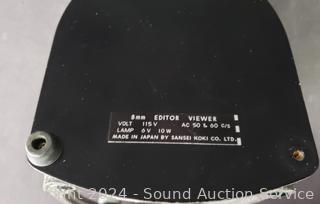 8mm EDITOR VIEWER
VOLT 115V AC 50 & 60 C/S
LAMP 6V 10W
MADE IN JAPAN BY SANSEI KOKI CO. LTD.
2024 - Sound Auction Service